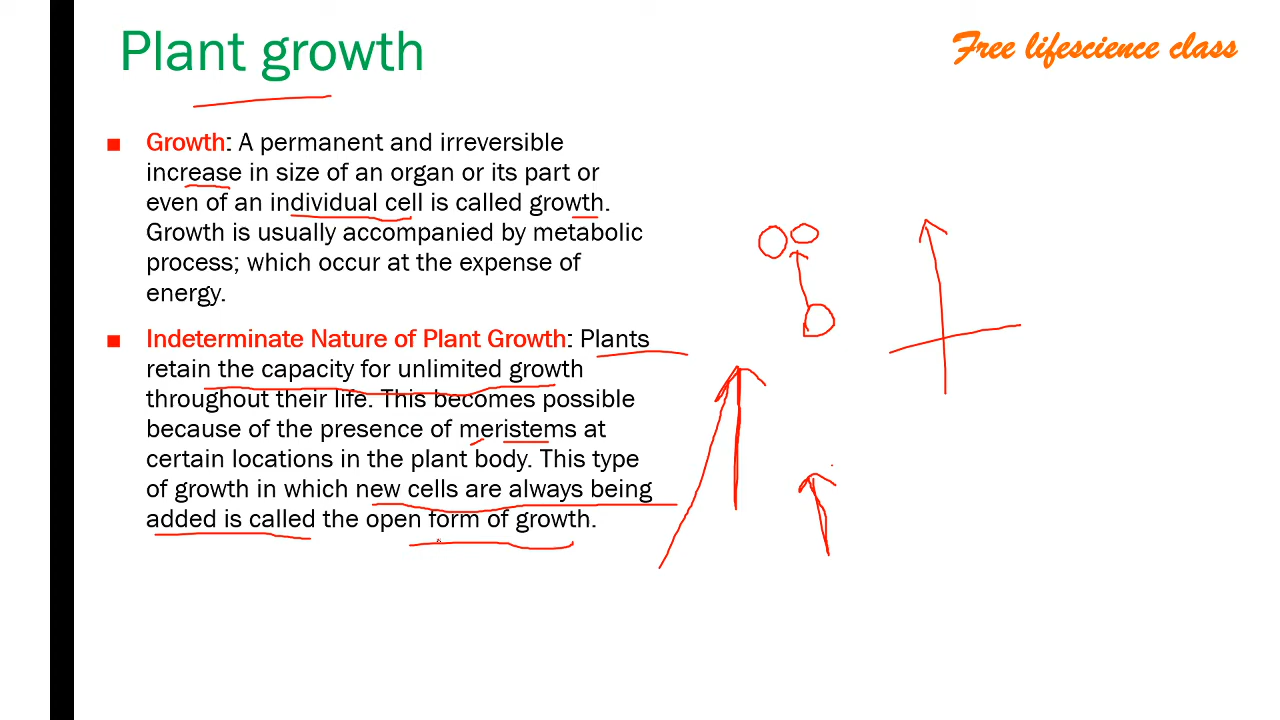 Plant growth
Free lifescience class
Growth: A permanent and irreversible
increase in size of an organ or its part or
even of an individual cell is called growth.
Growth is usually accompanied by metabolic
process; which occur at the expense of
energy.
Indeterminate Nature of Plant Growth: Plants
retain the capacity for unlimited growth
throughout their life. This becomes possible
because of the presence of meristems at
certain locations in the plant body. This type
of growth in which new cells are always being
added is called the open form of growth.